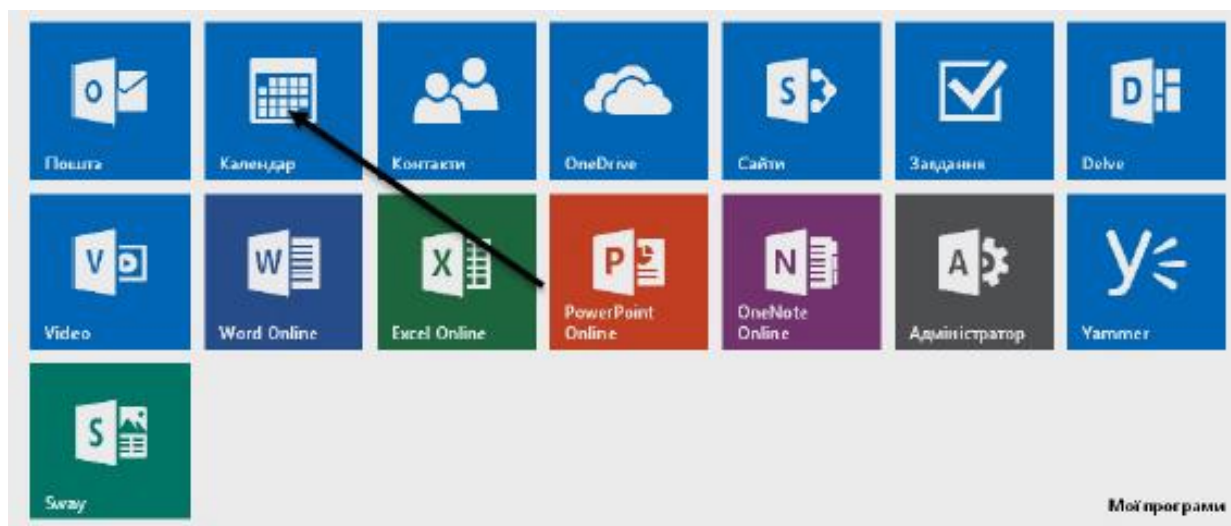 Пошта
Календар
Контакти
OneDrive
Сайти
Завдання
Delve
Video
Word Online
Excel Online
PowerPoint
Online
OneNote
Online
Адміністратор
Yammer
Sway
Мої програми